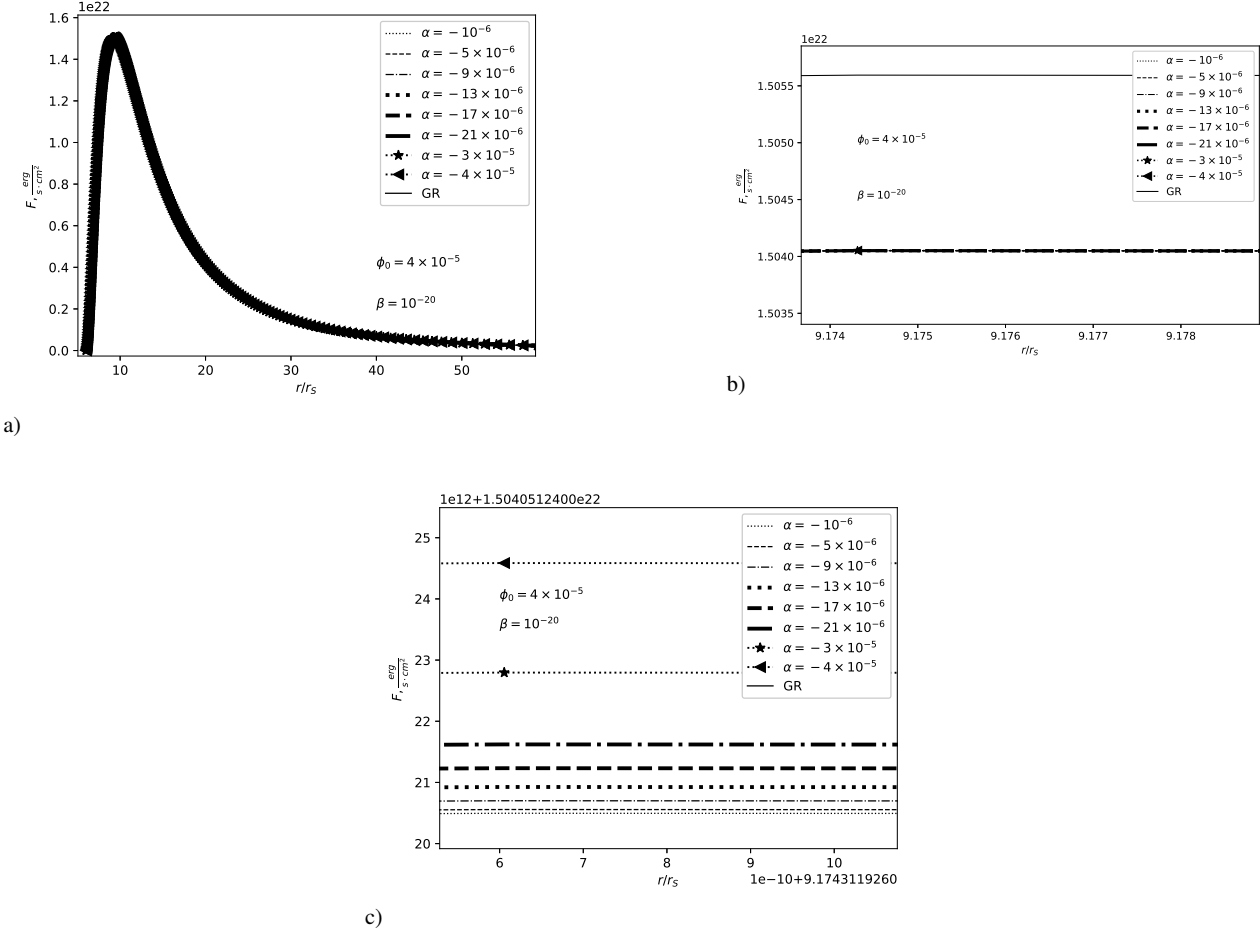 1e22
1.6
1.4
1.2
1.0
0.8
0.6
0.4
0.2
0.0
F, erg/s·cm²
α = − 10⁻⁶
α = − 5 × 10⁻⁶
α = − 9 × 10⁻⁶
α = − 13 × 10⁻⁶
α = − 17 × 10⁻⁶
α = − 21 × 10⁻⁶
α = − 3 × 10⁻⁵
α = − 4 × 10⁻⁵
GR
ϕ₀ = 4 × 10⁻⁵
β = 10⁻²⁰
10 20 30 40 50
r/r_S
a)
1e22
1.5055
1.5050
1.5045
1.5040
1.5035
F, erg/s·cm²
α = − 10⁻⁶
α = − 5 × 10⁻⁶
α = − 9 × 10⁻⁶
α = − 13 × 10⁻⁶
α = − 17 × 10⁻⁶
α = − 21 × 10⁻⁶
α = − 3 × 10⁻⁵
α = − 4 × 10⁻⁵
GR
ϕ₀ = 4 × 10⁻⁵
β = 10⁻²⁰
9.174 9.175 9.176 9.177 9.178
r/r_S
b)
1e12+1.5040512400e22
25
24
23
22
21
20
F, erg/s·cm²
α = − 10⁻⁶
α = − 5 × 10⁻⁶
α = − 9 × 10⁻⁶
α = − 13 × 10⁻⁶
α = − 17 × 10⁻⁶
α = − 21 × 10⁻⁶
α = − 3 × 10⁻⁵
α = − 4 × 10⁻⁵
GR
ϕ₀ = 4 × 10⁻⁵
β = 10⁻²⁰
6 7 8 9 10
r/r_S
1e−10+9.1743119260
c)